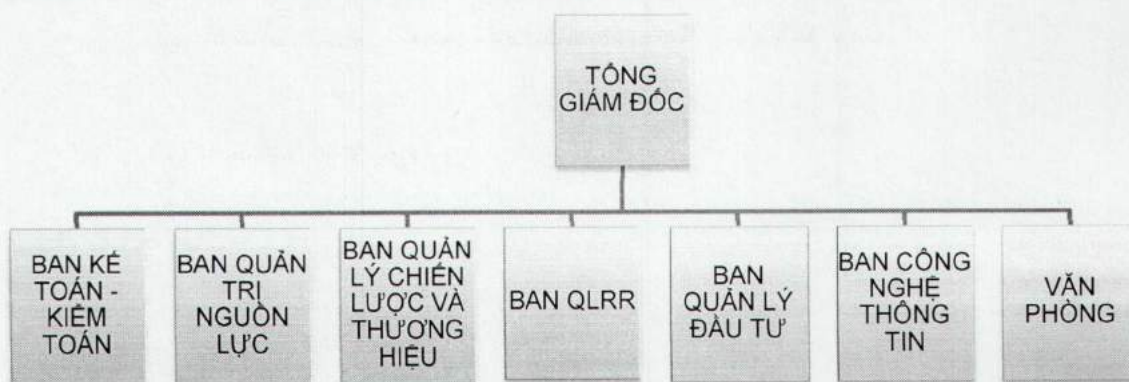 TỔNG
GIÁM ĐỐC
BAN KẾ
TOÁN -
KIỂM
TOÁN
BAN QUẢN
TRỊ
NGUỒN
LỰC
BAN QUẢN
LÝ CHIẾN
LƯỢC VÀ
THƯƠNG
HIỆU
BAN QLRR
BAN
QUẢN LÝ
ĐẦU TƯ
BAN CÔNG
NGHỆ
THÔNG
TIN
VĂN
PHÒNG